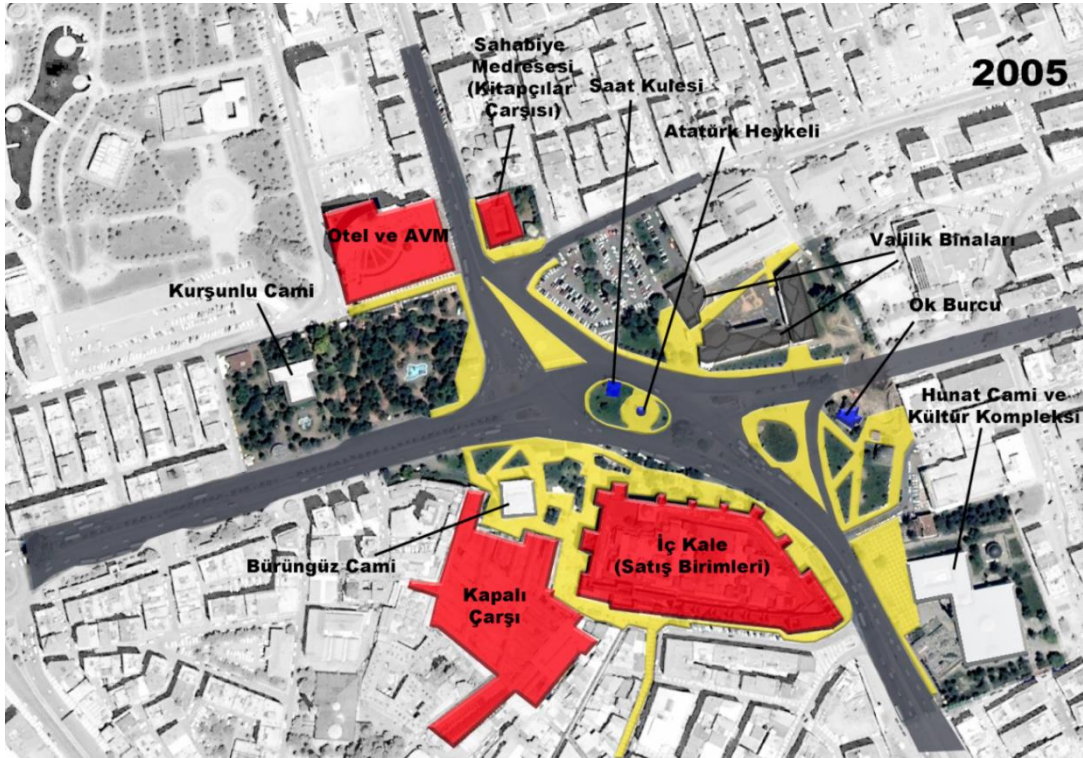 2005
Sahabiye
Medresesi
(Kitapçılar
Çarşısı)
Saat Kulesi
Atatürk Heykeli
Otel ve AVM
Valilik Binaları
Kurşunlu Cami
Ok Burcu
Hunat Cami ve
Kültür Kompleksi
Bürüngüz Cami
İç Kale
(Satış Birimleri)
Kapalı
Çarşı